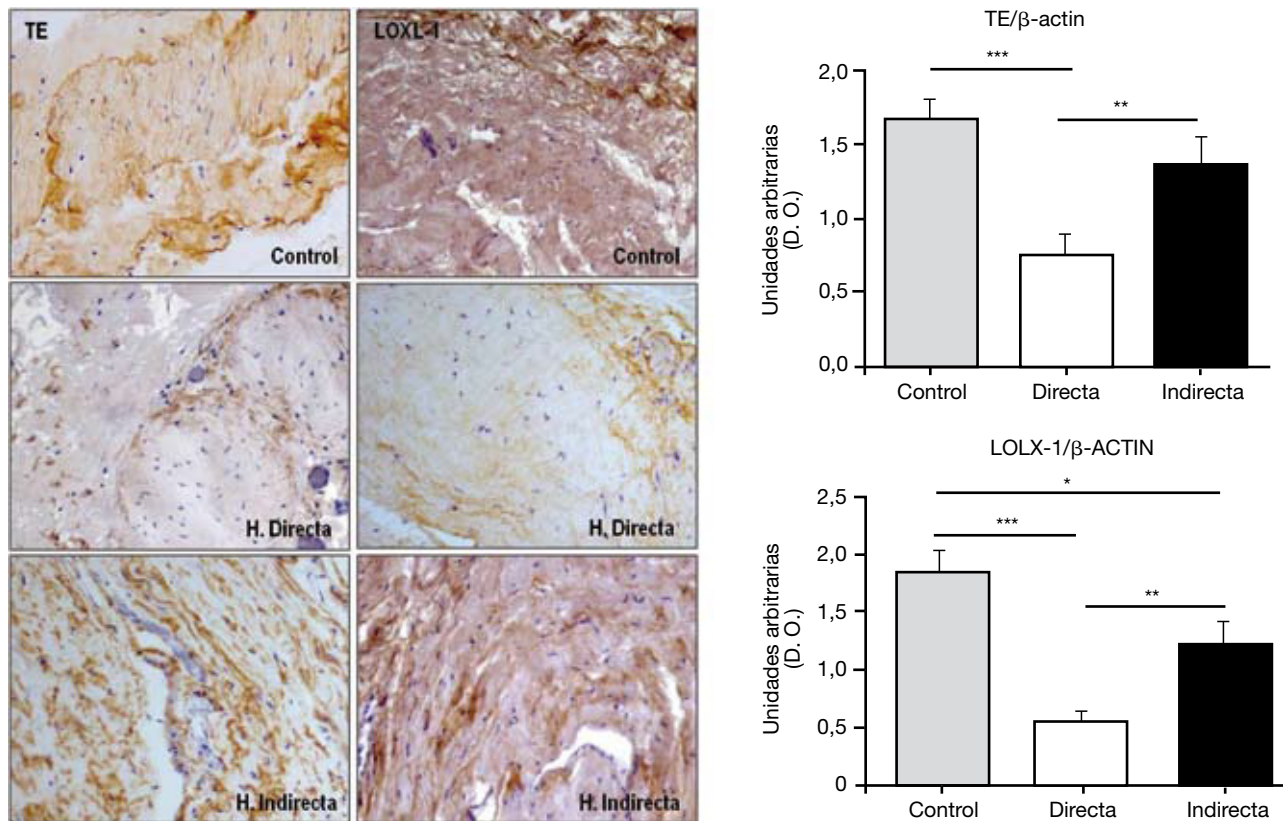 TE
Control
LOXL-1
Control
H. Directa
H, Directa
H. Indirecta
H. Indirecta
TE/β-actin
Unidades arbitrarias
(D. O.)
2,0
1,5
1,0
0,5
0,0
***
**
Control Directa Indirecta
LOLX-1/β-ACTIN
Unidades arbitrarias
(D. O.)
2,5
2,0
1,5
1,0
0,5
0
*
***
**
Control Directa Indirecta